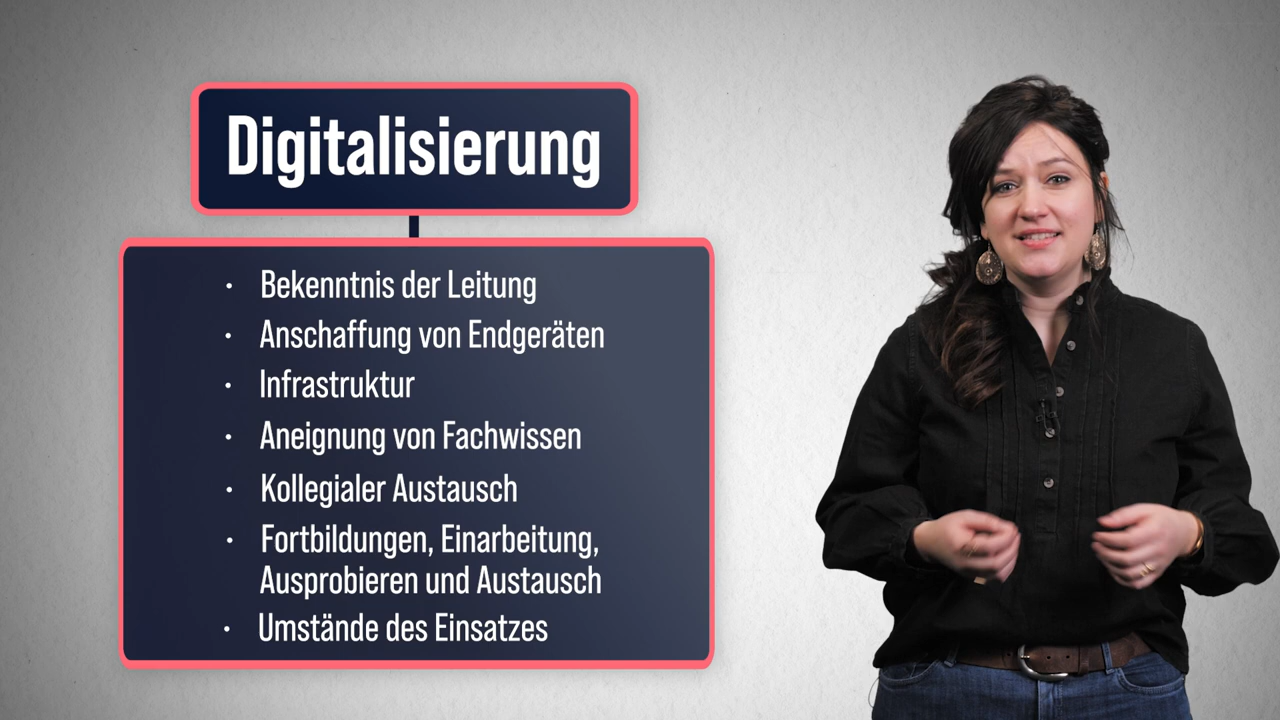 Digitalisierung
· Bekenntnis der Leitung
· Anschaffung von Endgeräten
· Infrastruktur
· Aneignung von Fachwissen
· Kollegialer Austausch
· Fortbildungen, Einarbeitung,
Ausprobieren und Austausch
· Umstände des Einsatzes